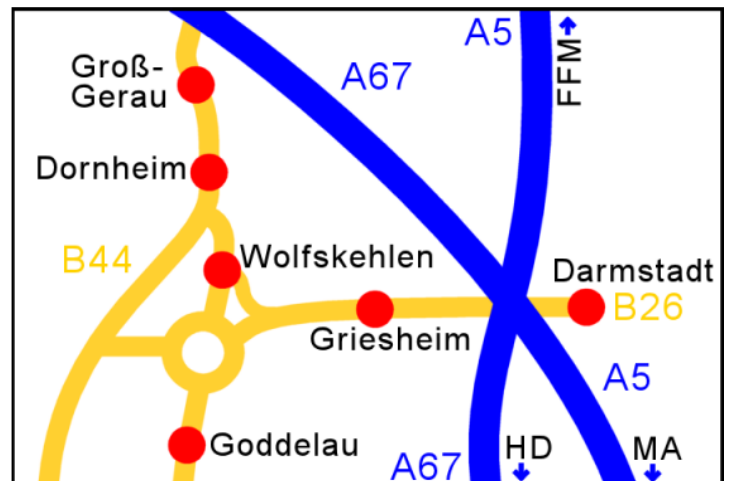 A5
A67
FFM
Groß-
Gerau
Dornheim
B44
Wolfskehlen
Darmstadt
B26
Griesheim
A5
Goddelau
A67
HD
MA